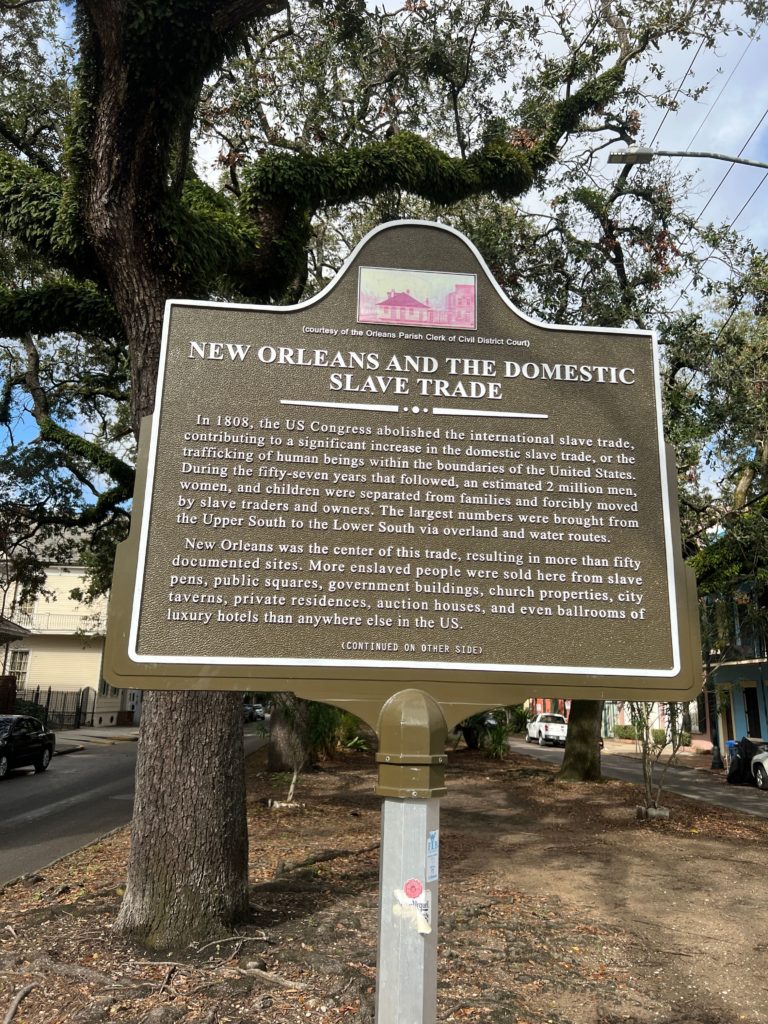 (courtesy of the Orleans Parish Clerk of Civil District Court)
NEW ORLEANS AND THE DOMESTIC
SLAVE TRADE
In 1808, the US Congress abolished the international slave trade,
contributing to a significant increase in the domestic slave trade, or the
trafficking of human beings within the boundaries of the United States.
During the fifty-seven years that followed, an estimated 2 million men,
women, and children were separated from families and forcibly moved
by slave traders and owners. The largest numbers were brought from
the Upper South to the Lower South via overland and water routes.
New Orleans was the center of this trade, resulting in more than fifty
documented sites. More enslaved people were sold here from slave
pens, public squares, government buildings, church properties, city
taverns, private residences, auction houses, and even ballrooms of
luxury hotels than anywhere else in the US.
(CONTINUED ON OTHER SIDE)